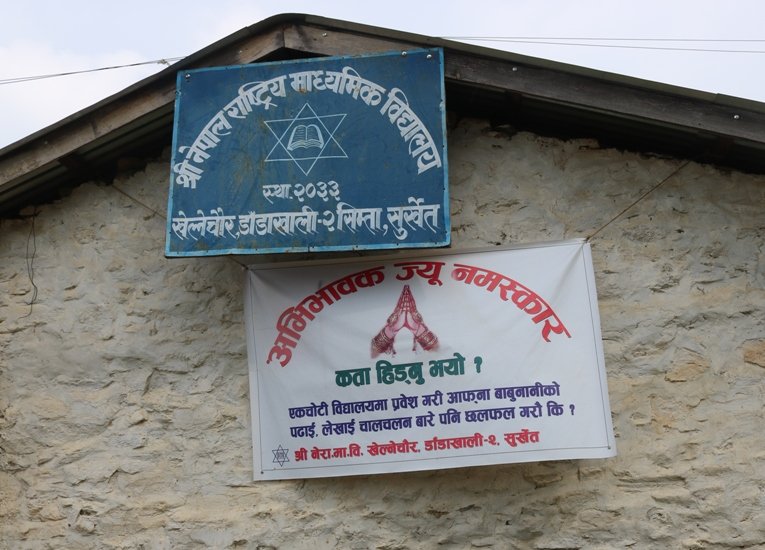 श्री नेपाल राष्ट्रिय माध्यमिक विद्यालय
स्था.२०३३
खेल्नेचौर, डाँडाखाली-२ लिम्ता, सुर्खेत
अभिभावक ज्यू नमस्कार
कता हिड्नु भयो ?
एकचोटी विद्यालयमा प्रवेश गरी आफ्ना बाबुनानीको
पढाई, लेखाई चालचलन बारे पनि छलफल गरौ कि ?
श्री नेरा.मा.वि. खेल्नेचौर, डाँडाखाली-२, सुर्खेत